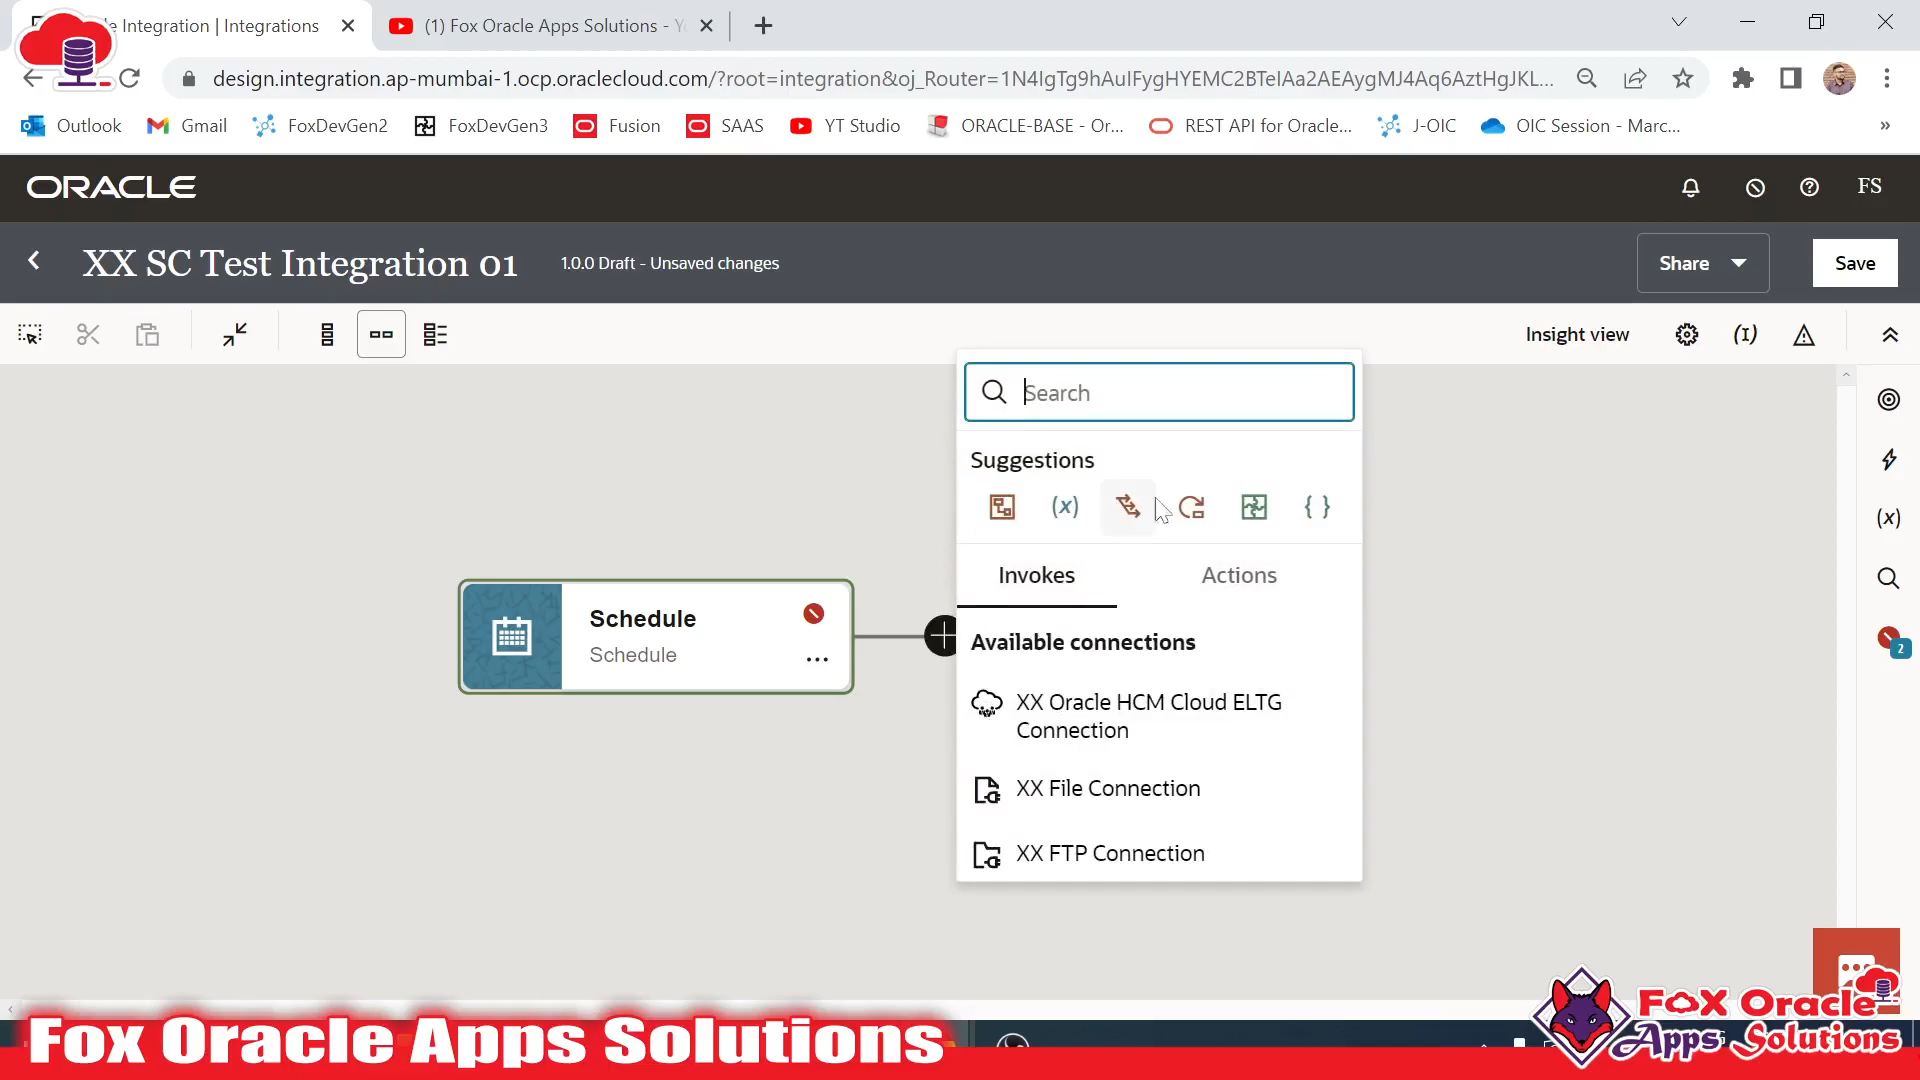 le Integration | Integrations
(1) Fox Oracle Apps Solutions - Y
design.integration.ap-mumbai-1.ocp.oraclecloud.com/?root=integration&oj_Router=1N4IgTg9hAuIFygHYEMC2BTeIAa2AEAygMJ4Aq6AztHgJKL...
Outlook
Gmail
FoxDevGen2
FoxDevGen3
Fusion
SAAS
YT Studio
ORACLE-BASE - Or...
REST API for Oracle...
J-OIC
OIC Session - Marc...
»
ORACLE
FS
XX SC Test Integration 01
1.0.0 Draft - Unsaved changes
Share
Save
Insight view
(I)
Search
Suggestions
(x)
{ }
(x)
Invokes
Actions
Schedule
Schedule
...
Available connections
2
XX Oracle HCM Cloud ELTG
Connection
XX File Connection
XX FTP Connection
Fox Oracle Apps Solutions
FoX Oracle
Apps Solutions